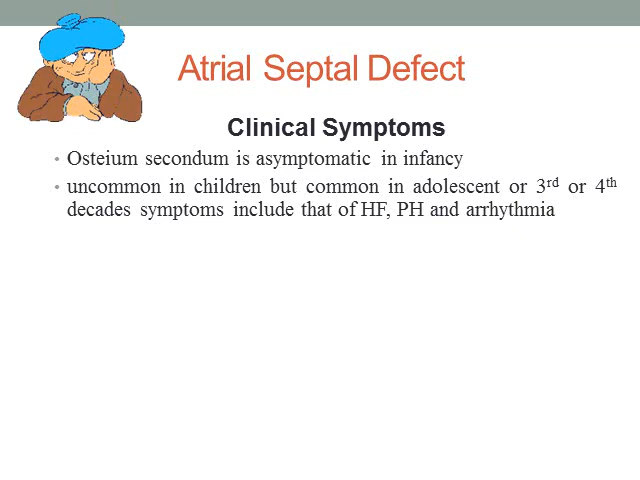 Atrial Septal Defect
Clinical Symptoms
• Osteium secondum is asymptomatic in infancy
• uncommon in children but common in adolescent or 3rd or 4th
decades symptoms include that of HF, PH and arrhythmia